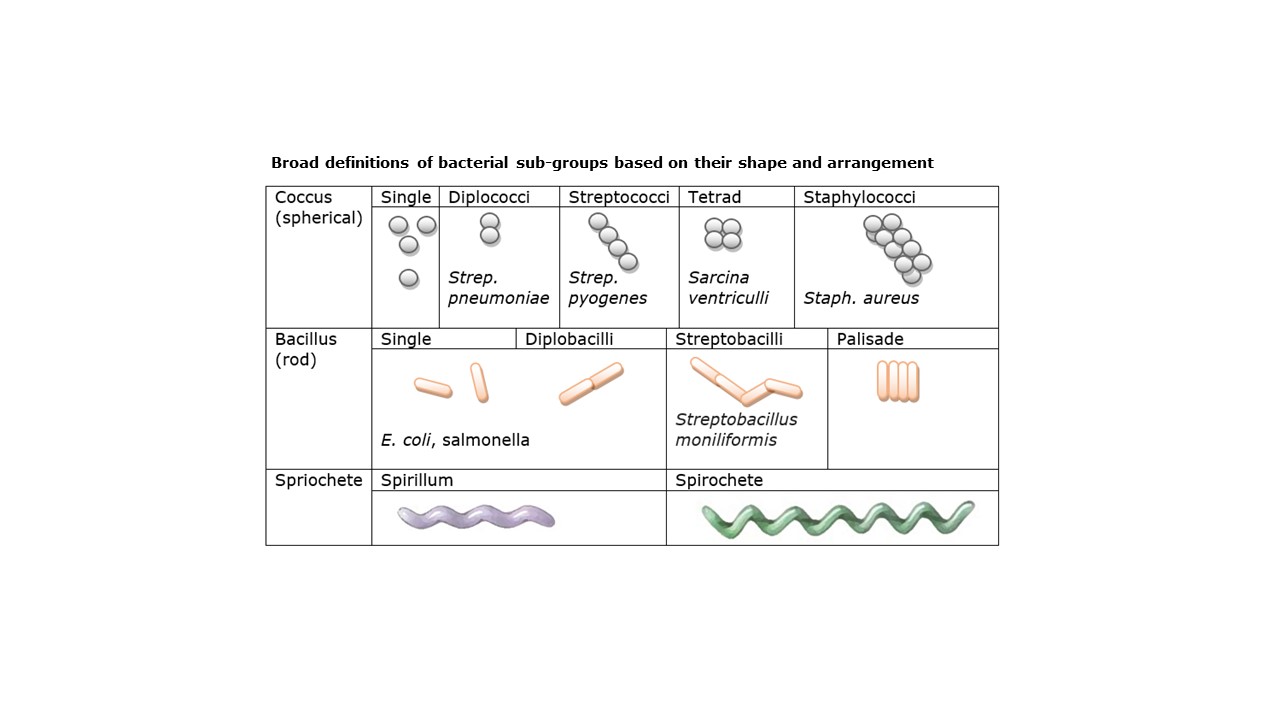 Broad definitions of bacterial sub-groups based on their shape and arrangement
Coccus
(spherical)
Single
Diplococci
Streptococci
Tetrad
Staphylococci
Strep.
pneumoniae
Strep.
pyogenes
Sarcina
ventriculli
Staph. aureus
Bacillus
(rod)
Single
Diplobacilli
Streptobacilli
Palisade
E. coli, salmonella
Streptobacillus
moniliformis
Spriochete
Spirillum
Spirochete